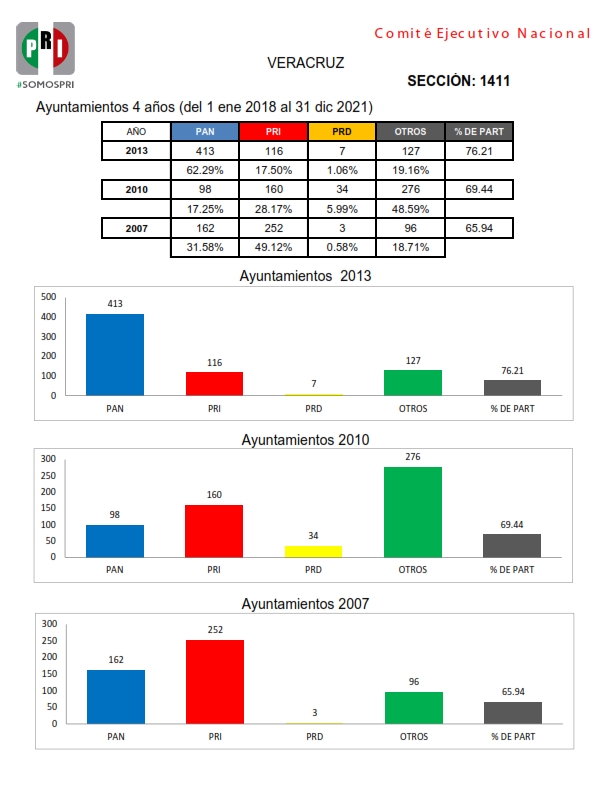 PRI
#SOMOSPRI
Comité Ejecutivo Nacional
VERACRUZ
SECCIÓN: 1411
Ayuntamientos 4 años (del 1 ene 2018 al 31 dic 2021)
AÑO PAN PRI PRD OTROS % DE PART
2013 413 116 7 127 76.21
62.29% 17.50% 1.06% 19.16%
2010 98 160 34 276 69.44
17.25% 28.17% 5.99% 48.59%
2007 162 252 3 96 65.94
31.58% 49.12% 0.58% 18.71%
Ayuntamientos 2013
500
400
300
200
100
0
413 116 7 127 76.21
PAN PRI PRD OTROS % DE PART
Ayuntamientos 2010
300
250
200
150
100
50
0
98 160 34 276 69.44
PAN PRI PRD OTROS % DE PART
Ayuntamientos 2007
300
250
200
150
100
50
0
162 252 3 96 65.94
PAN PRI PRD OTROS % DE PART